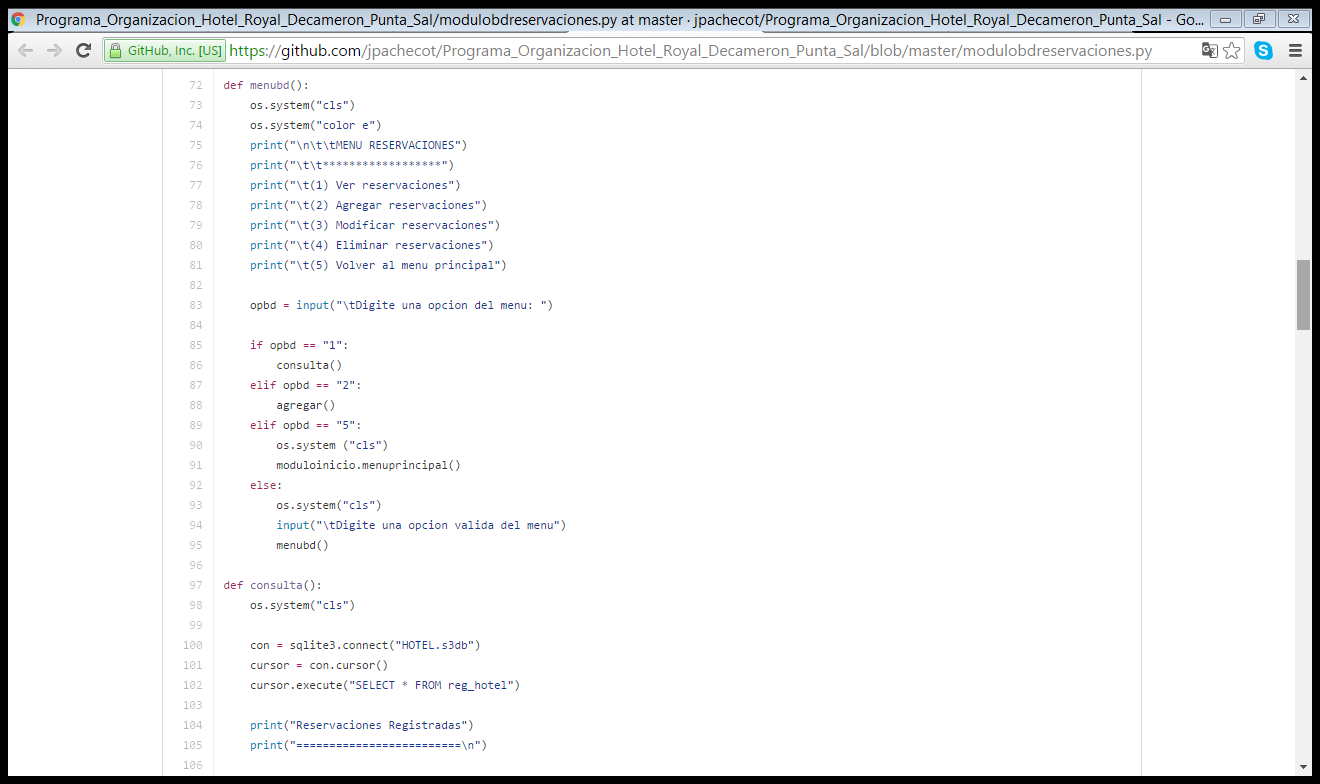 Programa_Organizacion_Hotel_Royal_Decameron_Punta_Sal/modulobdreservaciones.py at master · jpachecot/Programa_Organizacion_Hotel_Royal_Decameron_Punta_Sal - Go...
GitHub, Inc. [US] https://github.com/jpachecot/Programa_Organizacion_Hotel_Royal_Decameron_Punta_Sal/blob/master/modulobdreservaciones.py
72 def menubd():
73     os.system("cls")
74     os.system("color e")
75     print("\n\t\tMENU RESERVACIONES")
76     print("\t\t******************")
77     print("\t(1) Ver reservaciones")
78     print("\t(2) Agregar reservaciones")
79     print("\t(3) Modificar reservaciones")
80     print("\t(4) Eliminar reservaciones")
81     print("\t(5) Volver al menu principal")
82
83     opbd = input("\tDigite una opcion del menu: ")
84
85     if opbd == "1":
86         consulta()
87     elif opbd == "2":
88         agregar()
89     elif opbd == "5":
90         os.system ("cls")
91         moduloinicio.menuprincipal()
92     else:
93         os.system("cls")
94         input("\tDigite una opcion valida del menu")
95         menubd()
96
97 def consulta():
98     os.system("cls")
99
100     con = sqlite3.connect("HOTEL.s3db")
101     cursor = con.cursor()
102     cursor.execute("SELECT * FROM reg_hotel")
103
104     print("Reservaciones Registradas")
105     print("=========================\n")
106